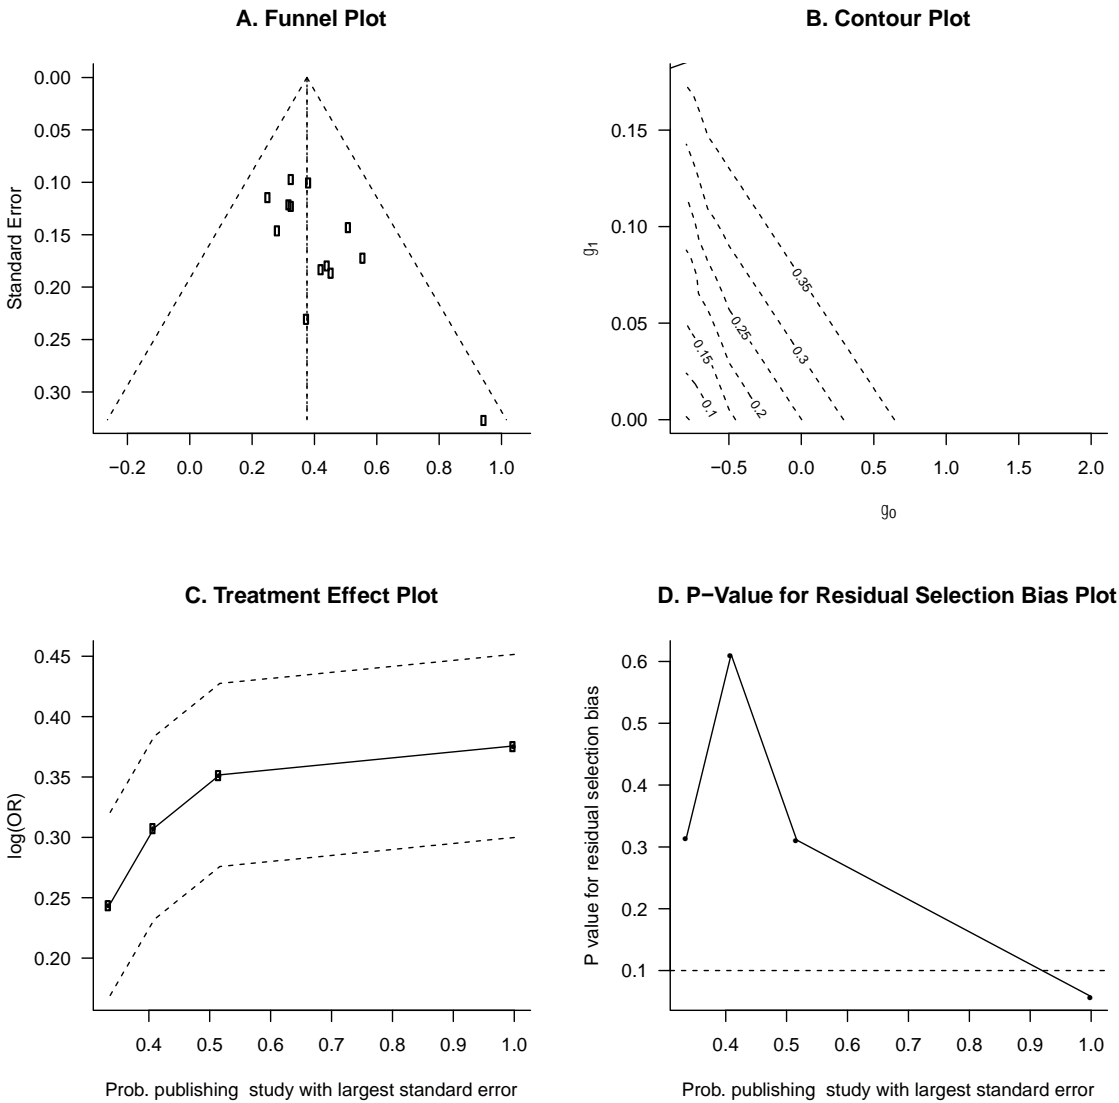 A. Funnel Plot
Standard Error
0.00
0.05
0.10
0.15
0.20
0.25
0.30
−0.2 0.0 0.2 0.4 0.6 0.8 1.0
B. Contour Plot
g1
0.15
0.10
0.05
0.00
0.35
0.3
0.25
0.2
0.15
0.1
−0.5 0.0 0.5 1.0 1.5 2.0
g0
C. Treatment Effect Plot
log(OR)
0.45
0.40
0.35
0.30
0.25
0.20
0.4 0.5 0.6 0.7 0.8 0.9 1.0
Prob. publishing study with largest standard error
D. P−Value for Residual Selection Bias Plot
P value for residual selection bias
0.6
0.5
0.4
0.3
0.2
0.1
0.4 0.5 0.6 0.7 0.8 0.9 1.0
Prob. publishing study with largest standard error